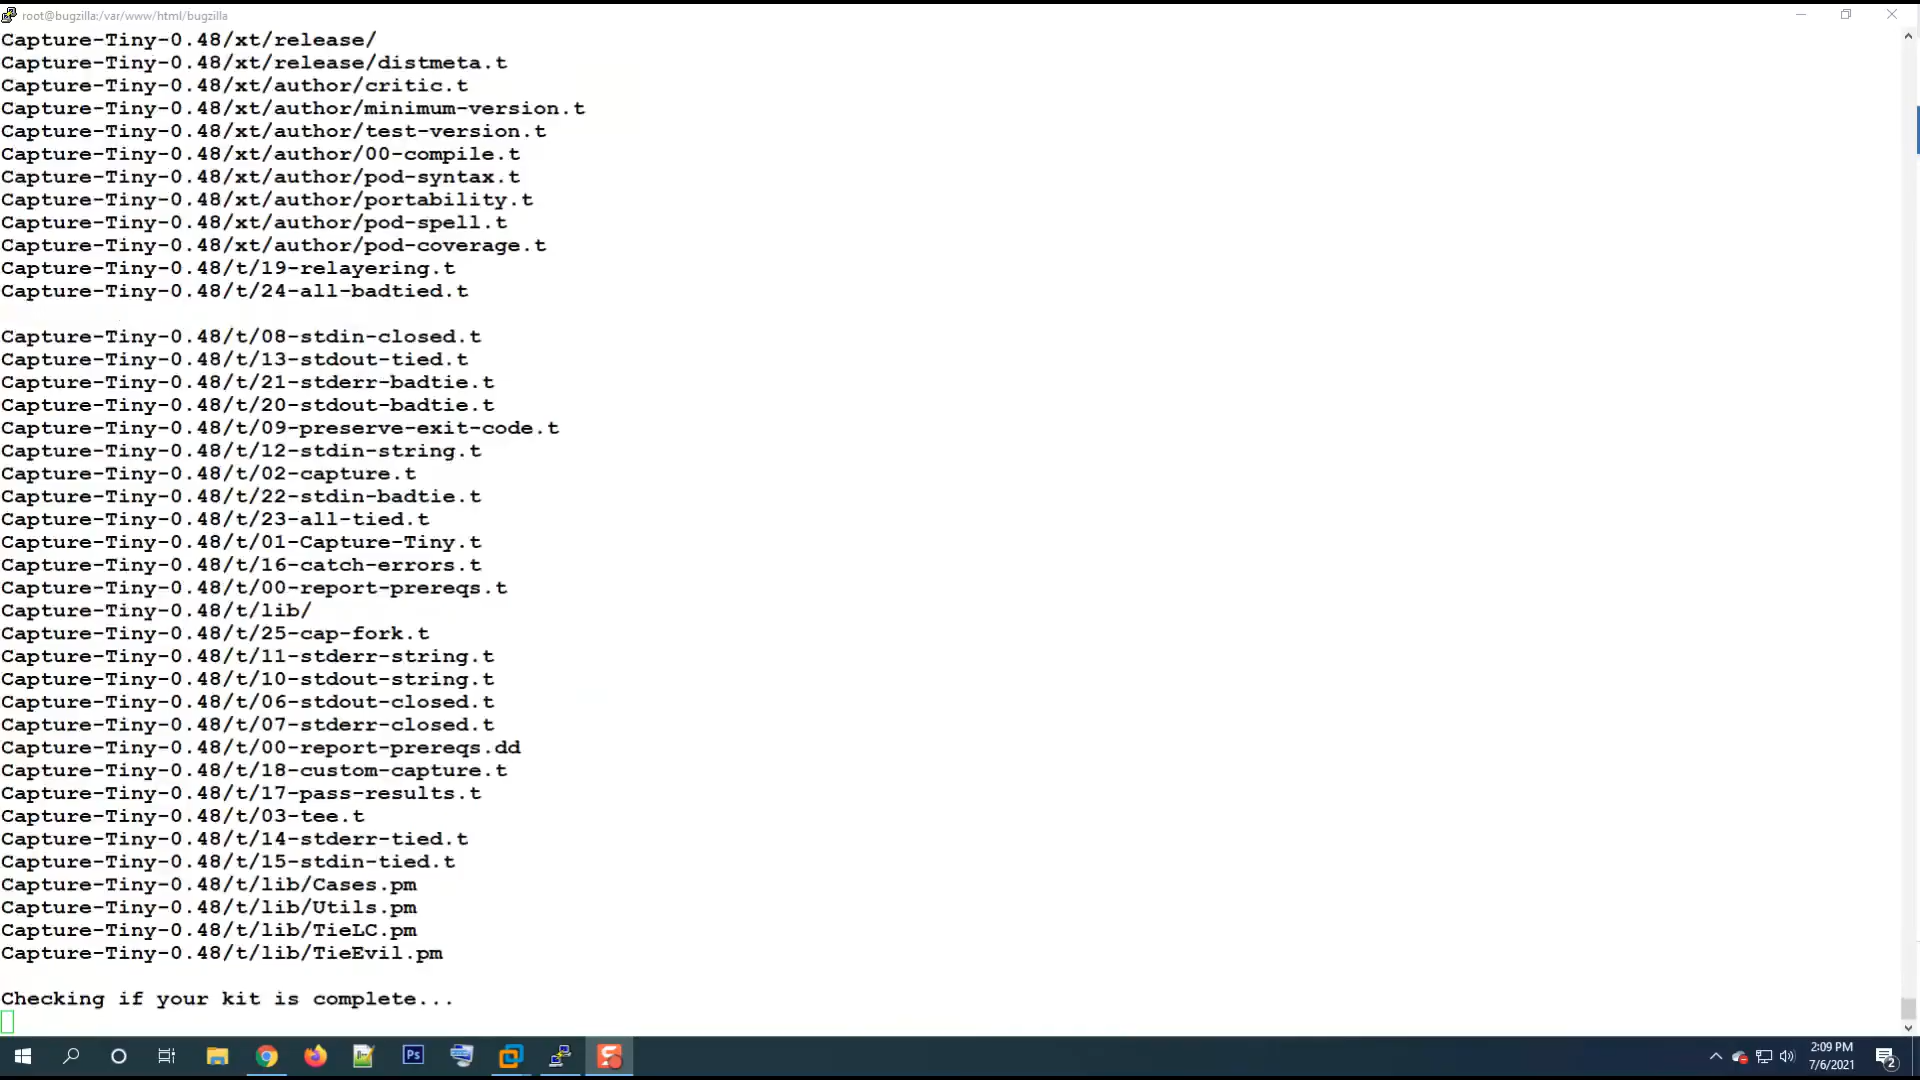 root@bugzilla:/var/www/html/bugzilla
Capture-Tiny-0.48/xt/release/
Capture-Tiny-0.48/xt/release/distmeta.t
Capture-Tiny-0.48/xt/author/critic.t
Capture-Tiny-0.48/xt/author/minimum-version.t
Capture-Tiny-0.48/xt/author/test-version.t
Capture-Tiny-0.48/xt/author/00-compile.t
Capture-Tiny-0.48/xt/author/pod-syntax.t
Capture-Tiny-0.48/xt/author/portability.t
Capture-Tiny-0.48/xt/author/pod-spell.t
Capture-Tiny-0.48/xt/author/pod-coverage.t
Capture-Tiny-0.48/t/19-relayering.t
Capture-Tiny-0.48/t/24-all-badtied.t
Capture-Tiny-0.48/t/08-stdin-closed.t
Capture-Tiny-0.48/t/13-stdout-tied.t
Capture-Tiny-0.48/t/21-stderr-badtie.t
Capture-Tiny-0.48/t/20-stdout-badtie.t
Capture-Tiny-0.48/t/09-preserve-exit-code.t
Capture-Tiny-0.48/t/12-stdin-string.t
Capture-Tiny-0.48/t/02-capture.t
Capture-Tiny-0.48/t/22-stdin-badtie.t
Capture-Tiny-0.48/t/23-all-tied.t
Capture-Tiny-0.48/t/01-Capture-Tiny.t
Capture-Tiny-0.48/t/16-catch-errors.t
Capture-Tiny-0.48/t/00-report-prereqs.t
Capture-Tiny-0.48/t/lib/
Capture-Tiny-0.48/t/25-cap-fork.t
Capture-Tiny-0.48/t/11-stderr-string.t
Capture-Tiny-0.48/t/10-stdout-string.t
Capture-Tiny-0.48/t/06-stdout-closed.t
Capture-Tiny-0.48/t/07-stderr-closed.t
Capture-Tiny-0.48/t/00-report-prereqs.dd
Capture-Tiny-0.48/t/18-custom-capture.t
Capture-Tiny-0.48/t/17-pass-results.t
Capture-Tiny-0.48/t/03-tee.t
Capture-Tiny-0.48/t/14-stderr-tied.t
Capture-Tiny-0.48/t/15-stdin-tied.t
Capture-Tiny-0.48/t/lib/Cases.pm
Capture-Tiny-0.48/t/lib/Utils.pm
Capture-Tiny-0.48/t/lib/TieLC.pm
Capture-Tiny-0.48/t/lib/TieEvil.pm
Checking if your kit is complete...
Ps
2:09 PM
7/6/2021
2